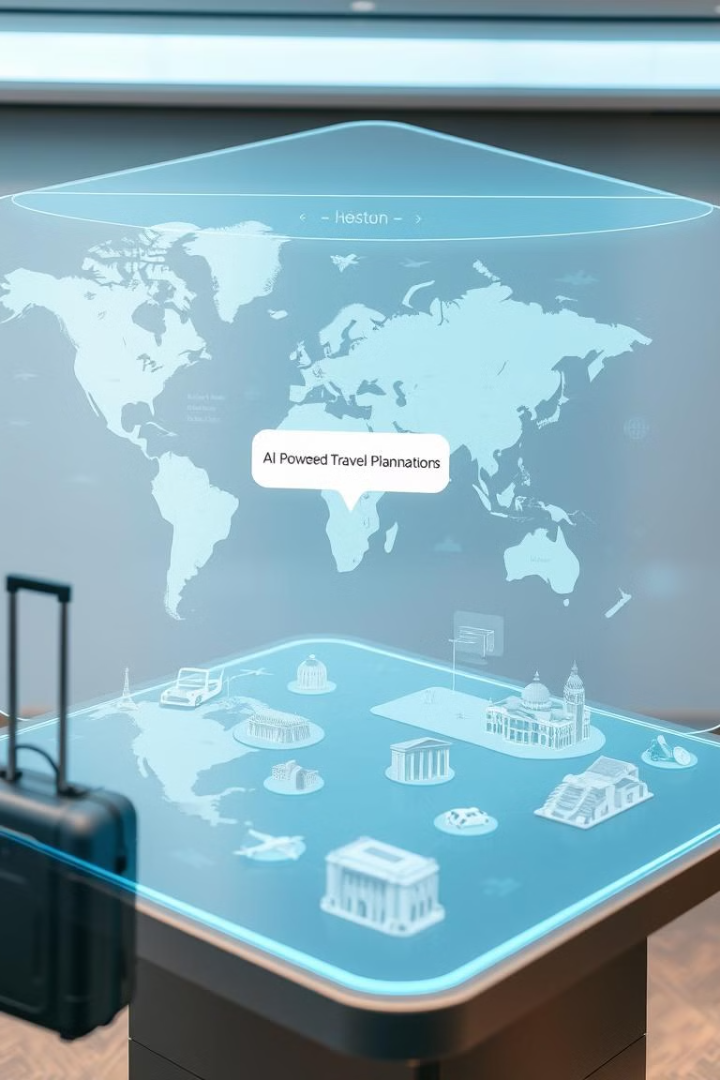 ‹ – Heston – ›
AI Poweed Travel Plannations